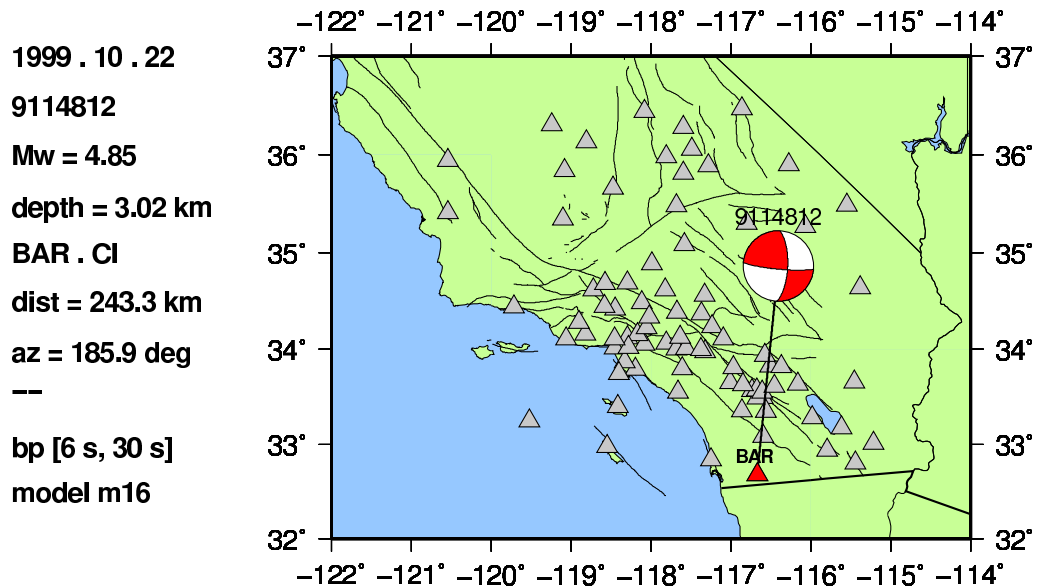 1999 . 10 . 22
9114812
Mw = 4.85
depth = 3.02 km
BAR . CI
dist = 243.3 km
az = 185.9 deg
--
bp [6 s, 30 s]
model m16
−122° −121° −120° −119° −118° −117° −116° −115° −114°
37° 37°
36° 36°
9114812
35° 35°
34° 34°
33° 33°
BAR
32° 32°
−122° −121° −120° −119° −118° −117° −116° −115° −114°